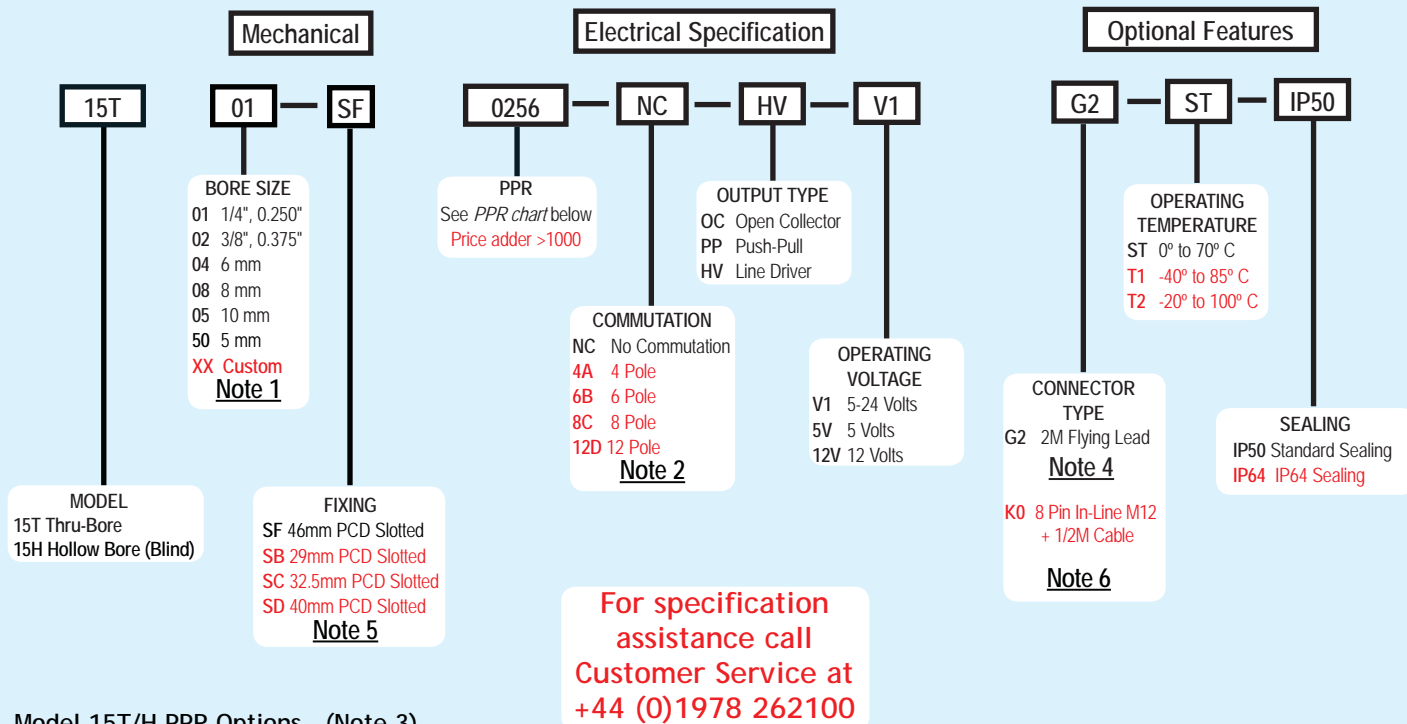 Mechanical
Electrical Specification
Optional Features
15T
01
SF
0256
NC
HV
V1
G2
ST
IP50
BORE SIZE
01 1/4", 0.250"
02 3/8", 0.375"
04 6 mm
08 8 mm
05 10 mm
50 5 mm
XX Custom
Note 1
PPR
See PPR chart below
Price adder >1000
OUTPUT TYPE
OC Open Collector
PP Push-Pull
HV Line Driver
OPERATING
TEMPERATURE
ST 0º to 70º C
T1 -40º to 85º C
T2 -20º to 100º C
COMMUTATION
NC No Commutation
4A 4 Pole
6B 6 Pole
8C 8 Pole
12D 12 Pole
Note 2
OPERATING
VOLTAGE
V1 5-24 Volts
5V 5 Volts
12V 12 Volts
CONNECTOR
TYPE
G2 2M Flying Lead
Note 4
K0 8 Pin In-Line M12
+ 1/2M Cable
Note 6
SEALING
IP50 Standard Sealing
IP64 IP64 Sealing
MODEL
15T Thru-Bore
15H Hollow Bore (Blind)
FIXING
SF 46mm PCD Slotted
SB 29mm PCD Slotted
SC 32.5mm PCD Slotted
SD 40mm PCD Slotted
Note 5
For specification
assistance call
Customer Service at
+44 (0)1978 262100
Model 15T/H PPR Options (Note 3)